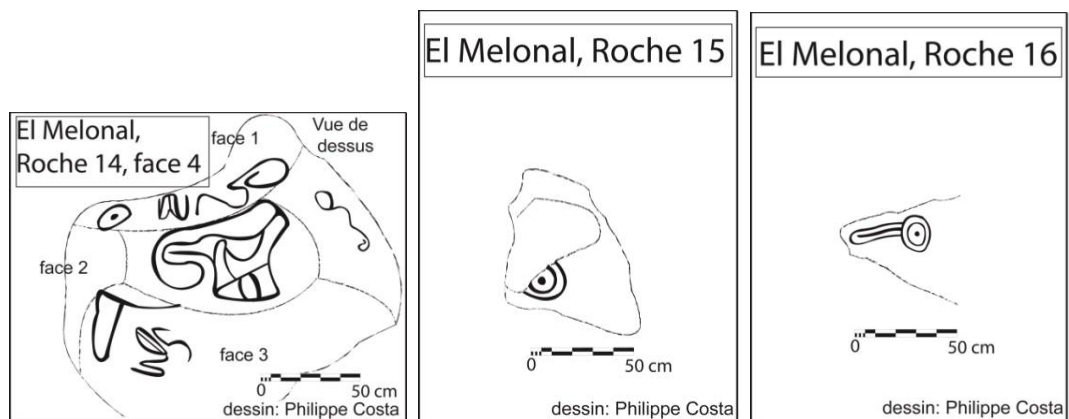 El Melonal,
Roche 14, face 4
face 1
Vue de
dessus
face 2
face 3
0 50 cm
dessin: Philippe Costa
El Melonal, Roche 15
0 50 cm
dessin: Philippe Costa
El Melonal, Roche 16
0 50 cm
dessin: Philippe Costa